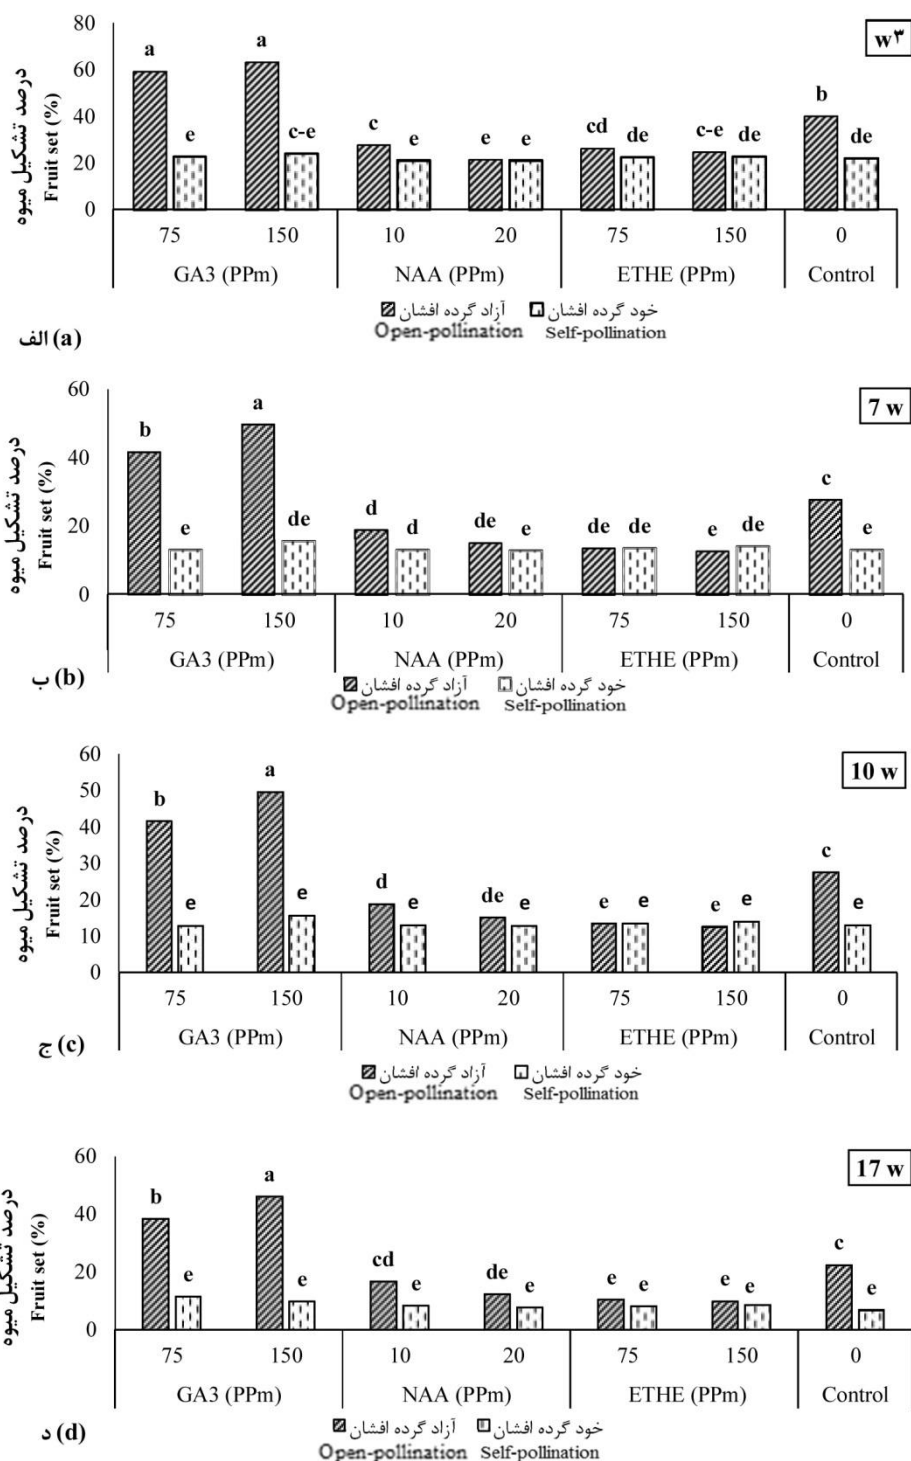 w۳
درصد تشکیل میوه
Fruit set (%)
80
60
40
20
0
a e a c-e c e e e cd de c-e de b de
75 150 10 20 75 150 0
GA3 (PPm) NAA (PPm) ETHE (PPm) Control
آزاد گرده افشان خود گرده افشان
Open-pollination Self-pollination
الف (a)
7 w
درصد تشکیل میوه
Fruit set (%)
60
40
20
0
b e a de d d de e de de e de c e
75 150 10 20 75 150 0
GA3 (PPm) NAA (PPm) ETHE (PPm) Control
آزاد گرده افشان خود گرده افشان
Open-pollination Self-pollination
ب (b)
10 w
درصد تشکیل میوه
Fruit set (%)
60
50
40
30
20
10
0
b e a e d e de e e e e e c e
75 150 10 20 75 150 0
GA3 (PPm) NAA (PPm) ETHE (PPm) Control
آزاد گرده افشان خود گرده افشان
Open-pollination Self-pollination
ج (c)
17 w
درصد تشکیل میوه
Fruit set (%)
60
40
20
0
b e a e cd e de e e e e e c e
75 150 10 20 75 150 0
GA3 (PPm) NAA (PPm) ETHE (PPm) Control
آزاد گرده افشان خود گرده افشان
Open-pollination Self-pollination
د (d)